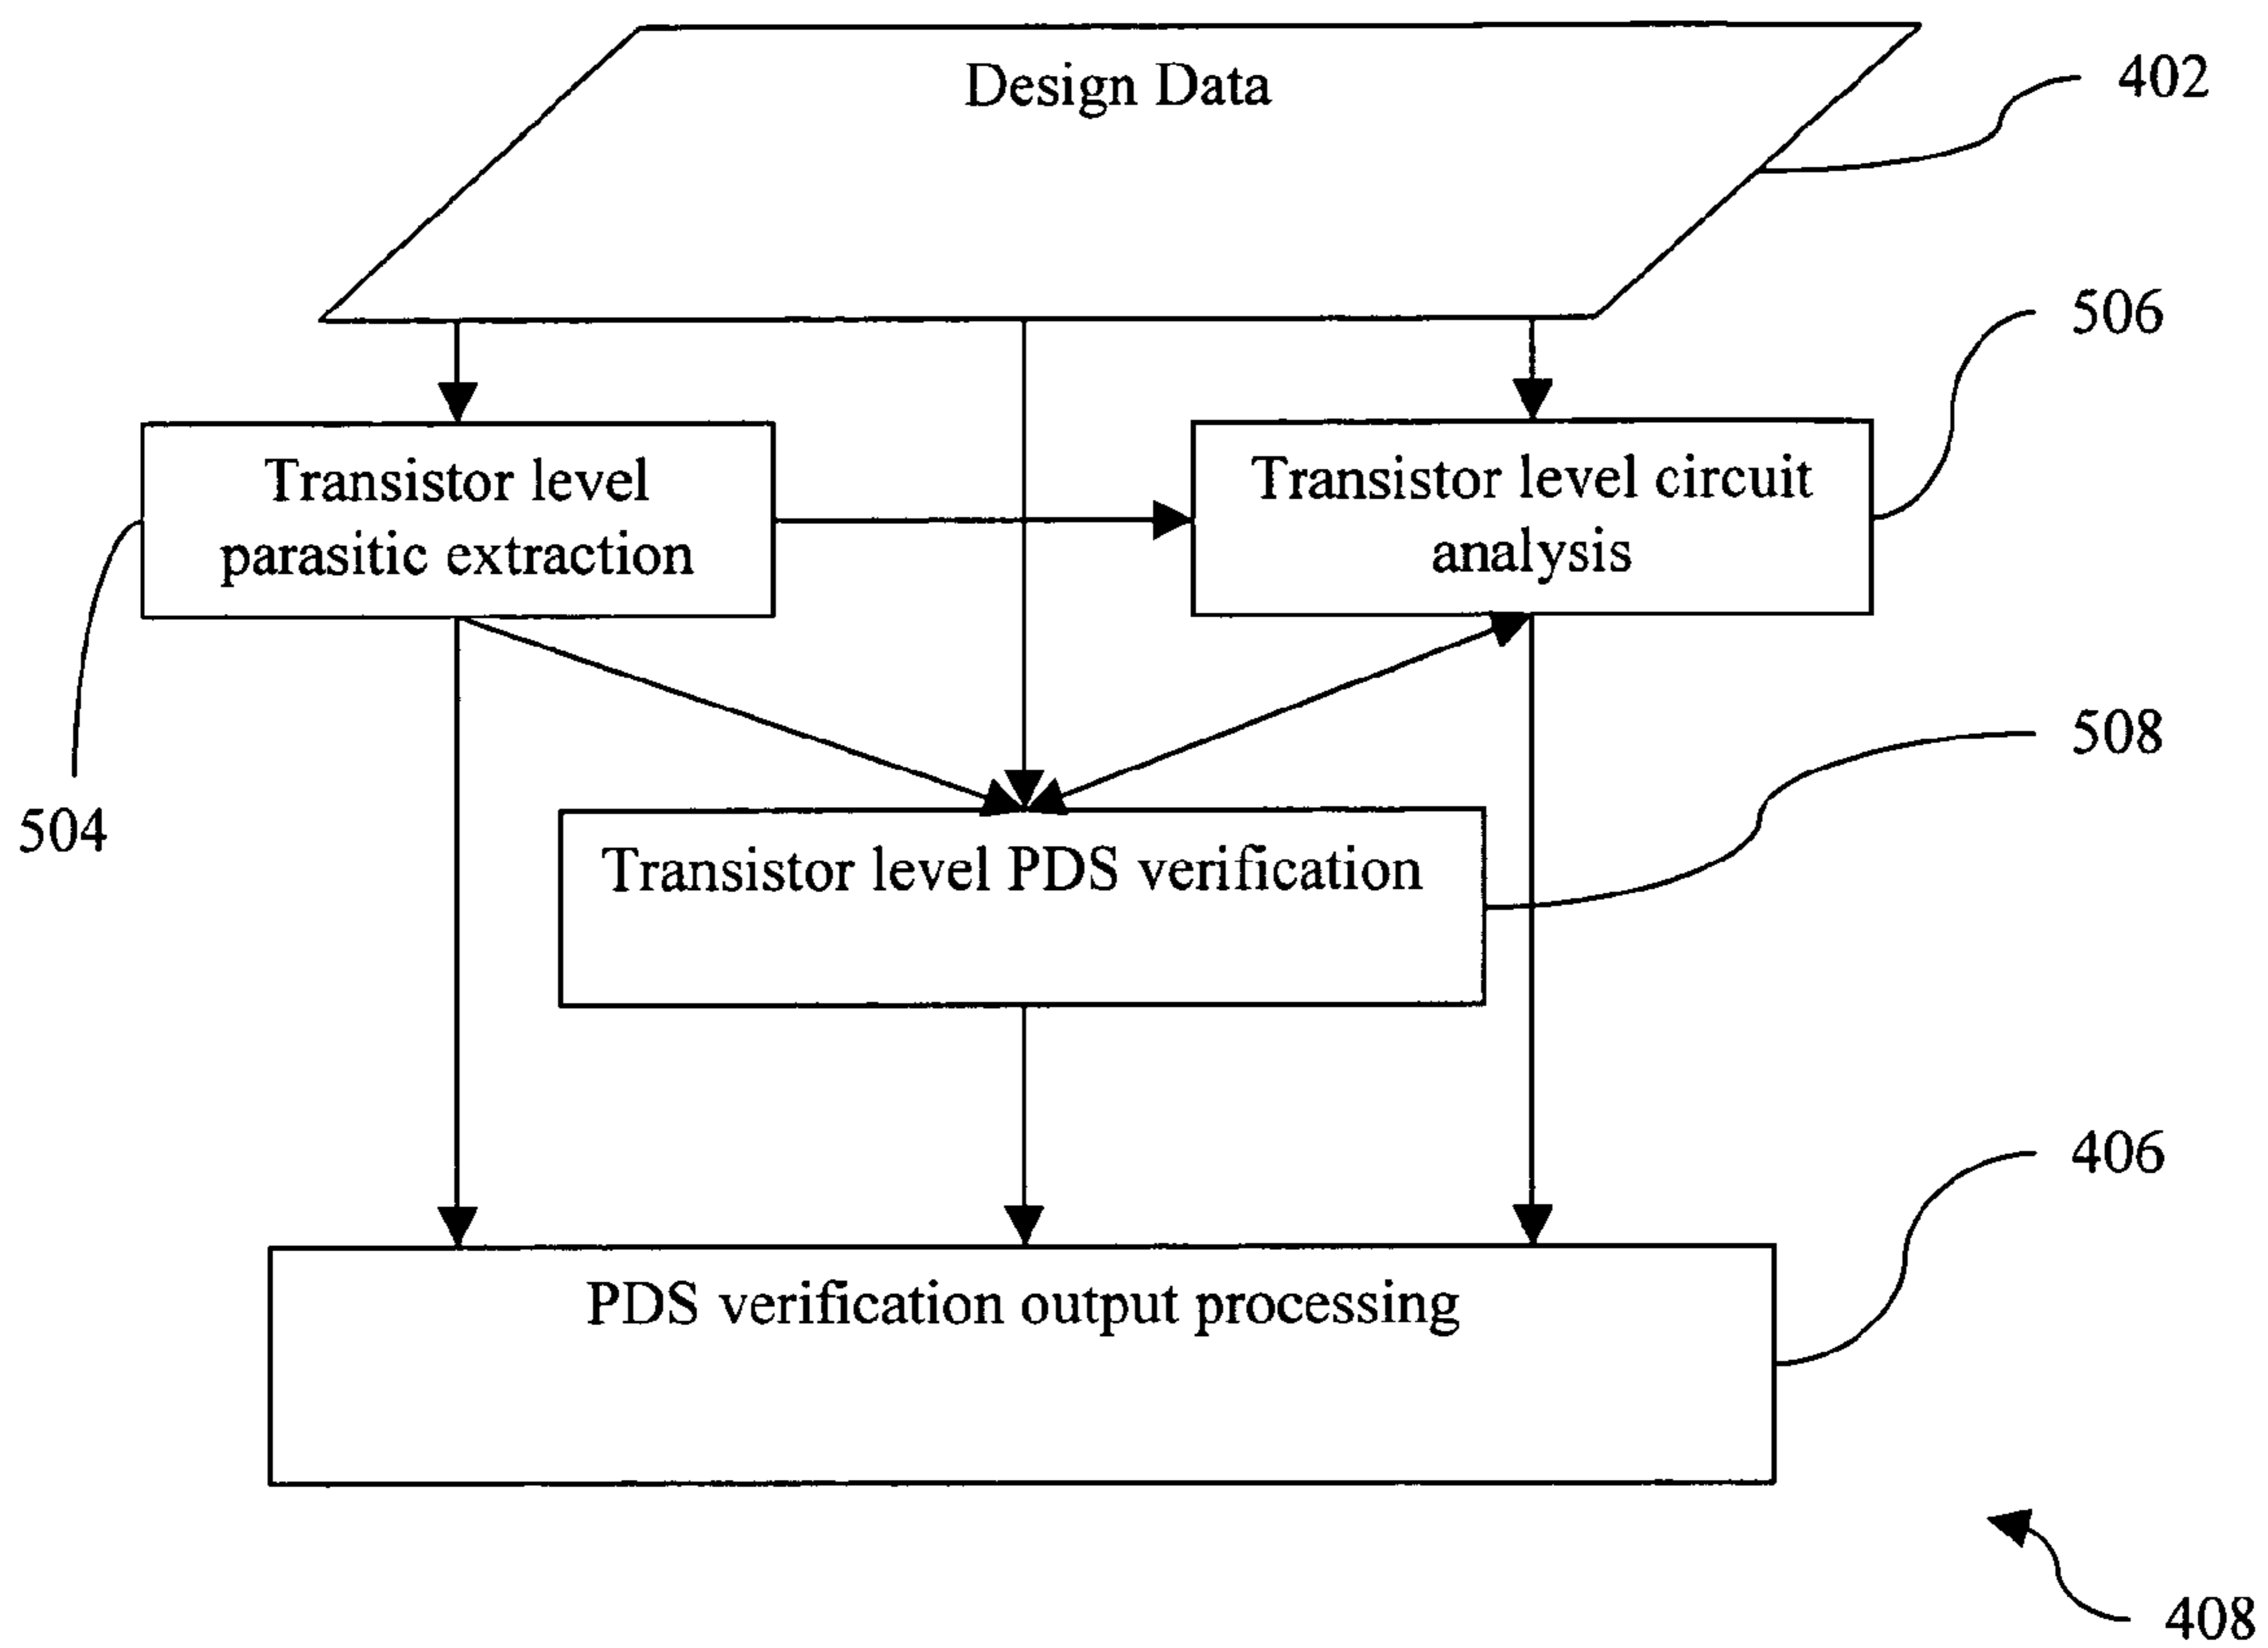 Design Data
402
506
Transistor level
parasitic extraction
Transistor level circuit
analysis
508
504
Transistor level PDS verification
406
PDS verification output processing
408